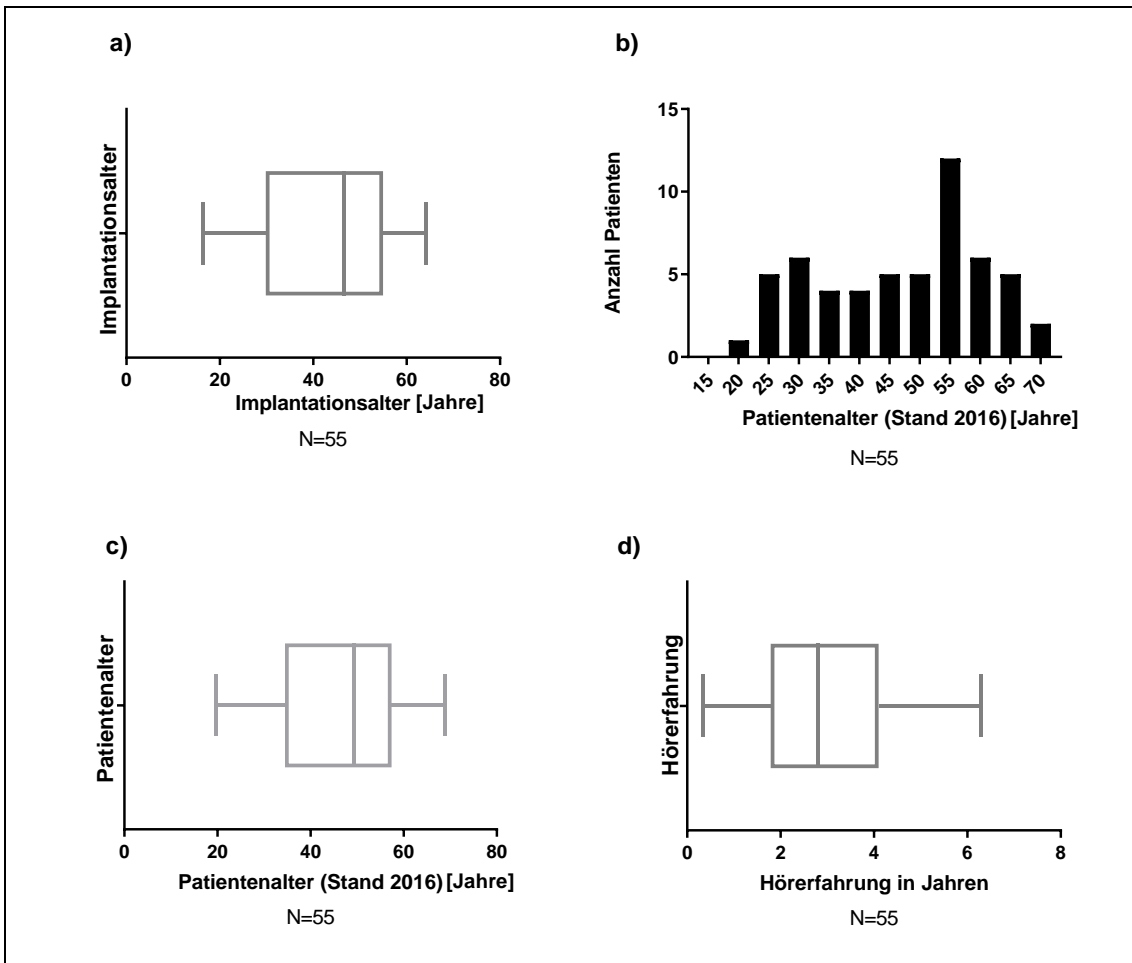 a)
Implantationsalter
0 20 40 60 80
Implantationsalter [Jahre]
N=55
b)
Anzahl Patienten
15
10
5
0
15 20 25 30 35 40 45 50 55 60 65 70
Patientenalter (Stand 2016) [Jahre]
N=55
c)
Patientenalter
0 20 40 60 80
Patientenalter (Stand 2016) [Jahre]
N=55
d)
Hörerfahrung
0 2 4 6 8
Hörerfahrung in Jahren
N=55